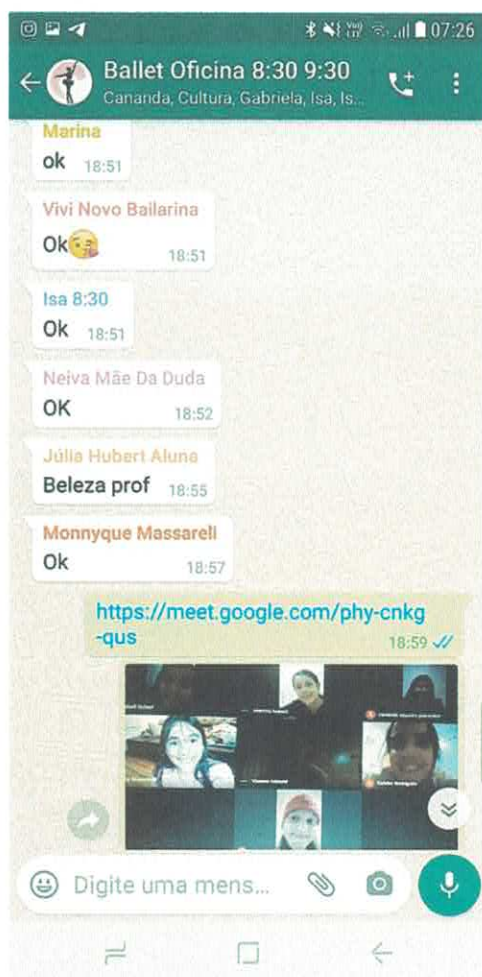 07:26
Ballet Oficina 8:30 9:30
Cananda, Cultura, Gabriela, Isa, Is...
Marina
ok 18:51
Vivi Novo Bailarina
Ok 18:51
Isa 8:30
Ok 18:51
Neiva Mãe Da Duda
OK 18:52
Júlia Hubert Aluna
Beleza prof 18:55
Monnyque Massarell
Ok 18:57
https://meet.google.com/phy-cnkg
-qus
18:59
Digite uma mens...